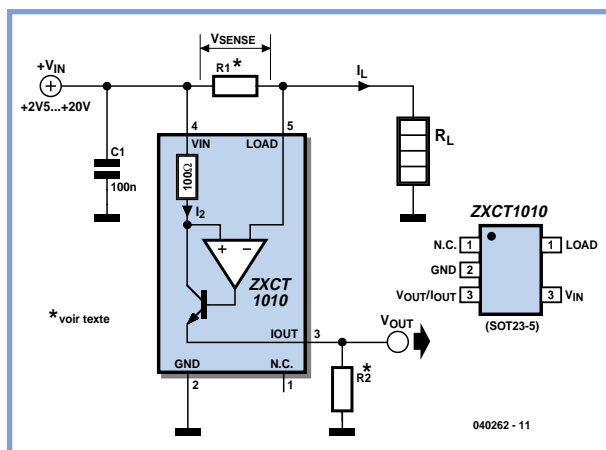 VSENSE
+VIN
R1*
IL
+2V5...+20V
4
5
VIN
LOAD
RL
C1
100n
100Ω
I2
ZXCT1010
+
−
N.C.
1
1
LOAD
GND
2
ZXCT
1010
VOUT/IOUT
3
3
VIN
*voir texte
IOUT
3
VOUT
(SOT23-5)
GND
N.C.
R2*
2
1
040262 - 11